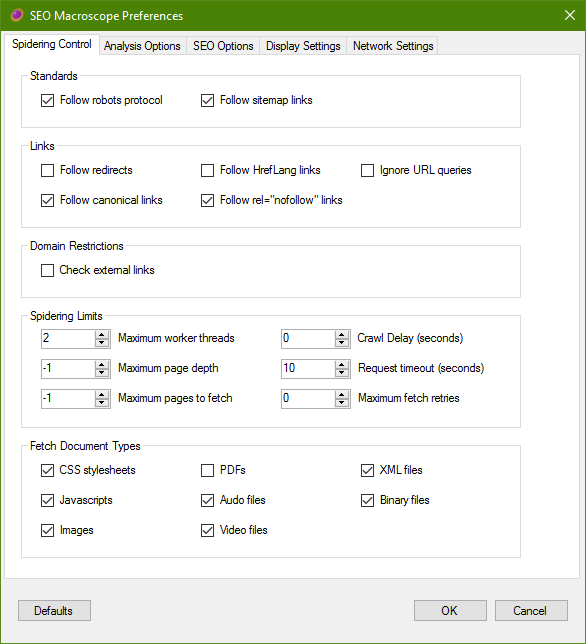 SEO Macroscope Preferences
Spidering Control Analysis Options SEO Options Display Settings Network Settings
Standards
Follow robots protocol Follow sitemap links
Links
Follow redirects Follow HrefLang links Ignore URL queries
Follow canonical links Follow rel="nofollow" links
Domain Restrictions
Check external links
Spidering Limits
2 Maximum worker threads 0 Crawl Delay (seconds)
-1 Maximum page depth 10 Request timeout (seconds)
-1 Maximum pages to fetch 0 Maximum fetch retries
Fetch Document Types
CSS stylesheets PDFs XML files
Javascripts Audo files Binary files
Images Video files
Defaults OK Cancel